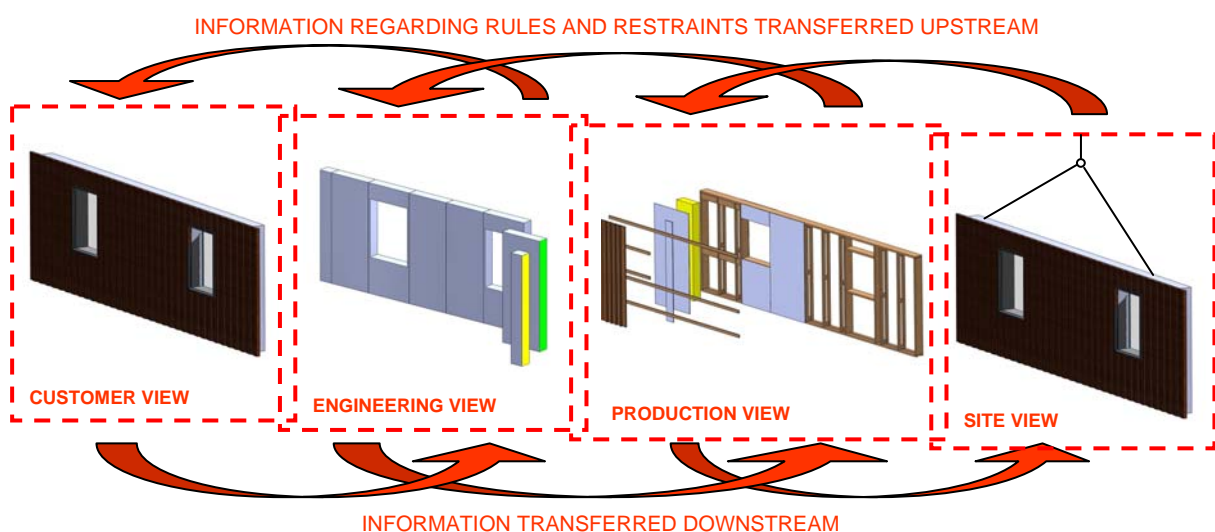 INFORMATION REGARDING RULES AND RESTRAINTS TRANSFERRED UPSTREAM
CUSTOMER VIEW
ENGINEERING VIEW
PRODUCTION VIEW
SITE VIEW
INFORMATION TRANSFERRED DOWNSTREAM